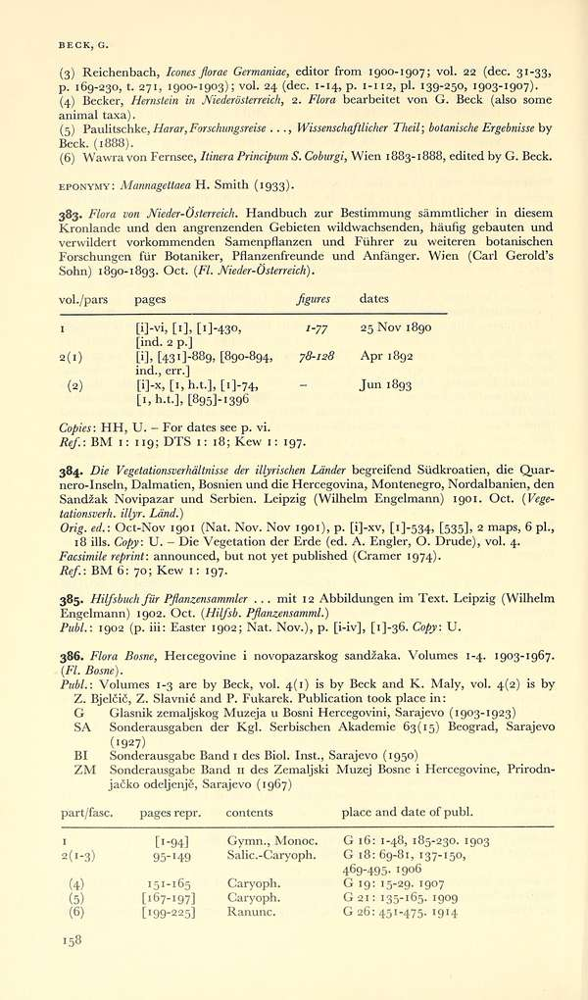 BECK, G.
(3) Reichenbach, Icones florae Germaniae, editor from 1900-1907; vol. 22 (dec. 31-33,
p. 169-230, t. 271, 1900-1903); vol. 24 (dec. 1-14, p. 1-112, pl. 139-250, 1903-1907).
(4) Becker, Hernstein in Niederösterreich, 2. Flora bearbeitet von G. Beck (also some
animal taxa).
(5) Paulitschke, Harar, Forschungsreise . . ., Wissenschaftlicher Theil; botanische Ergebnisse by
Beck. (1888).
(6) Wawra von Fernsee, Itinera Principum S. Coburgi, Wien 1883-1888, edited by G. Beck.
EPONYMY: Mannagettaea H. Smith (1933).
383. Flora von Nieder-Österreich. Handbuch zur Bestimmung sämmtlicher in diesem
Kronlande und den angrenzenden Gebieten wildwachsenden, häufig gebauten und
verwildert vorkommenden Samenpflanzen und Führer zu weiteren botanischen
Forschungen für Botaniker, Pflanzenfreunde und Anfänger. Wien (Carl Gerold's
Sohn) 1890-1893. Oct. (Fl. Nieder-Österreich).
vol./pars pages figures dates
1 [i]-vi, [1], [1]-430, 1-77 25 Nov 1890
[ind. 2 p.]
2(1) [i], [431]-889, [890-894, 78-128 Apr 1892
ind., err.]
(2) [i]-x, [1, h.t.], [1]-74, – Jun 1893
[1, h.t.], [895]-1396
Copies: HH, U. – For dates see p. vi.
Ref.: BM 1: 119; DTS 1: 18; Kew 1: 197.
384. Die Vegetationsverhältnisse der illyrischen Länder begreifend Südkroatien, die Quar-
nero-Inseln, Dalmatien, Bosnien und die Hercegovina, Montenegro, Nordalbanien, den
Sandžak Novipazar und Serbien. Leipzig (Wilhelm Engelmann) 1901. Oct. (Vege-
tationsverh. illyr. Länd.)
Orig. ed.: Oct-Nov 1901 (Nat. Nov. Nov 1901), p. [i]-xv, [1]-534, [535], 2 maps, 6 pl.,
18 ills. Copy: U. – Die Vegetation der Erde (ed. A. Engler, O. Drude), vol. 4.
Facsimile reprint: announced, but not yet published (Cramer 1974).
Ref.: BM 6: 70; Kew 1: 197.
385. Hilfsbuch für Pflanzensammler . . . mit 12 Abbildungen im Text. Leipzig (Wilhelm
Engelmann) 1902. Oct. (Hilfsb. Pflanzensamml.)
Publ.: 1902 (p. iii: Easter 1902; Nat. Nov.), p. [i-iv], [1]-36. Copy: U.
386. Flora Bosne, Hercegovine i novopazarskog sandžaka. Volumes 1-4. 1903-1967.
(Fl. Bosne).
Publ.: Volumes 1-3 are by Beck, vol. 4(1) is by Beck and K. Maly, vol. 4(2) is by
Z. Bjelčič, Z. Slavnić and P. Fukarek. Publication took place in:
G Glasnik zemaljskog Muzeja u Bosni Hercegovini, Sarajevo (1903-1923)
SA Sonderausgaben der Kgl. Serbischen Akademie 63(15) Beograd, Sarajevo
(1927)
BI Sonderausgabe Band I des Biol. Inst., Sarajevo (1950)
ZM Sonderausgabe Band II des Zemaljski Muzej Bosne i Hercegovine, Prirodn-
jačko odeljenjě, Sarajevo (1967)
part/fasc. pages repr. contents place and date of publ.
1 [1-94] Gymn., Monoc. G 16: 1-48, 185-230. 1903
2(1-3) 95-149 Salic.-Caryoph. G 18: 69-81, 137-150,
469-495. 1906
(4) 151-165 Caryoph. G 19: 15-29. 1907
(5) [167-197] Caryoph. G 21: 135-165. 1909
(6) [199-225] Ranunc. G 26: 451-475. 1914
158